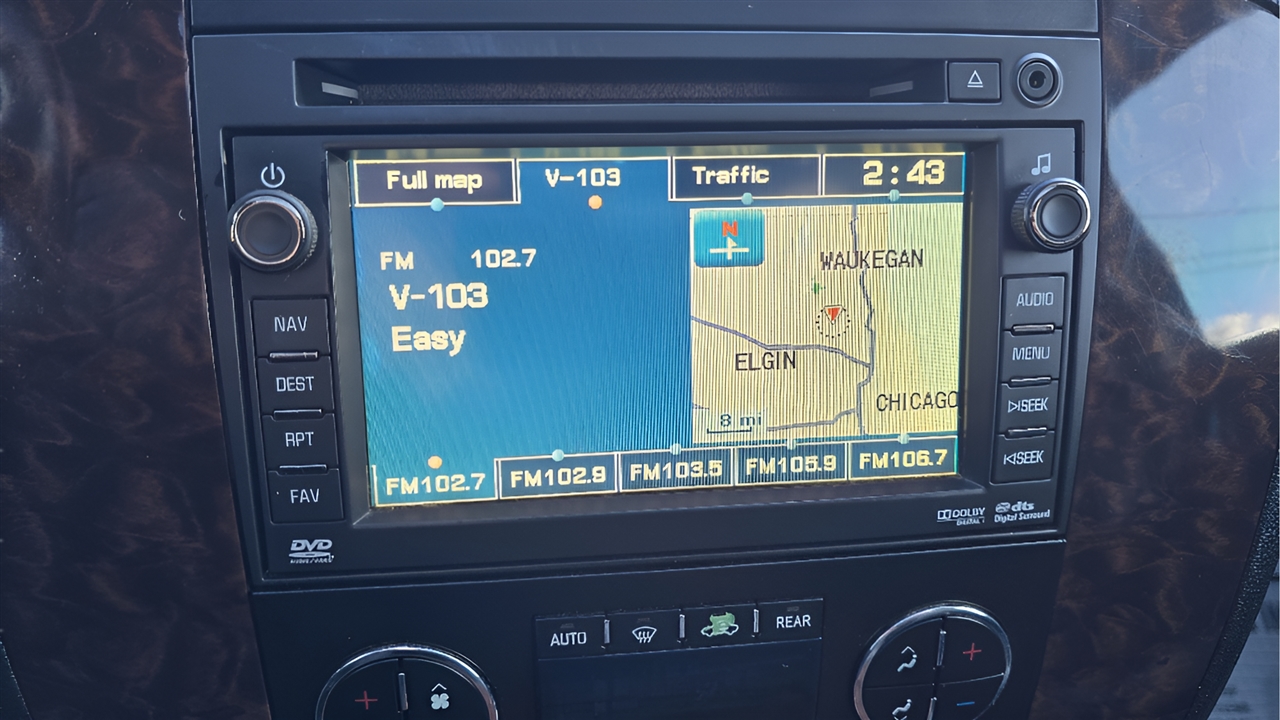 Full map V-103 Traffic 2:43
FM 102.7
V-103
Easy
N
WAUKEGAN
ELGIN
CHICAGO
8 mi
FM102.7 FM102.9 FM103.5 FM105.9 FM106.7
NAV
DEST
RPT
FAV
AUDIO
MENU
SEEK
SEEK
DVD
DOLBY
DIGITAL
dts
Digital Surround
AUTO REAR